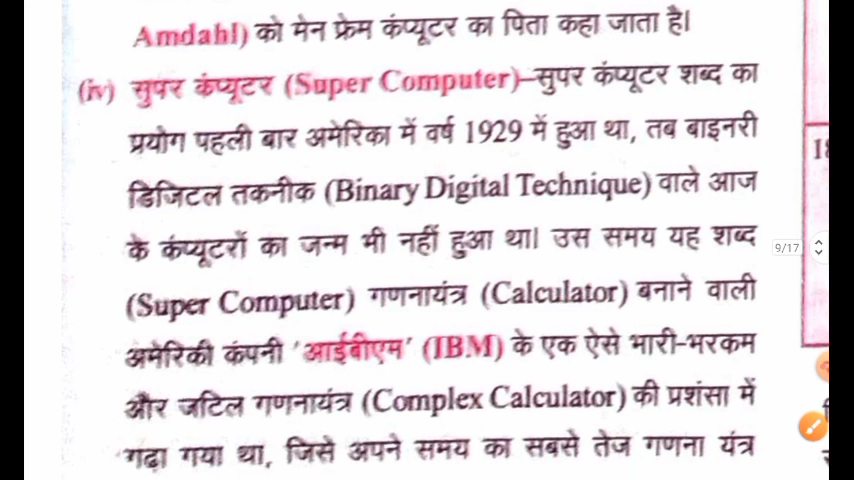 Amdahl) को मेन फ्रेम कंप्यूटर का पिता कहा जाता है।
(iv) सुपर कंप्यूटर (Super Computer)–सुपर कंप्यूटर शब्द का
प्रयोग पहली बार अमेरिका में वर्ष 1929 में हुआ था, तब बाइनरी
डिजिटल तकनीक (Binary Digital Technique) वाले आज
के कंप्यूटरों का जन्म भी नहीं हुआ था। उस समय यह शब्द
(Super Computer) गणनायंत्र (Calculator) बनाने वाली
अमेरिकी कंपनी 'आईबीएम' (IBM) के एक ऐसे भारी-भरकम
और जटिल गणनायंत्र (Complex Calculator) की प्रशंसा में
गढ़ा गया था, जिसे अपने समय का सबसे तेज गणना यंत्र
9/17